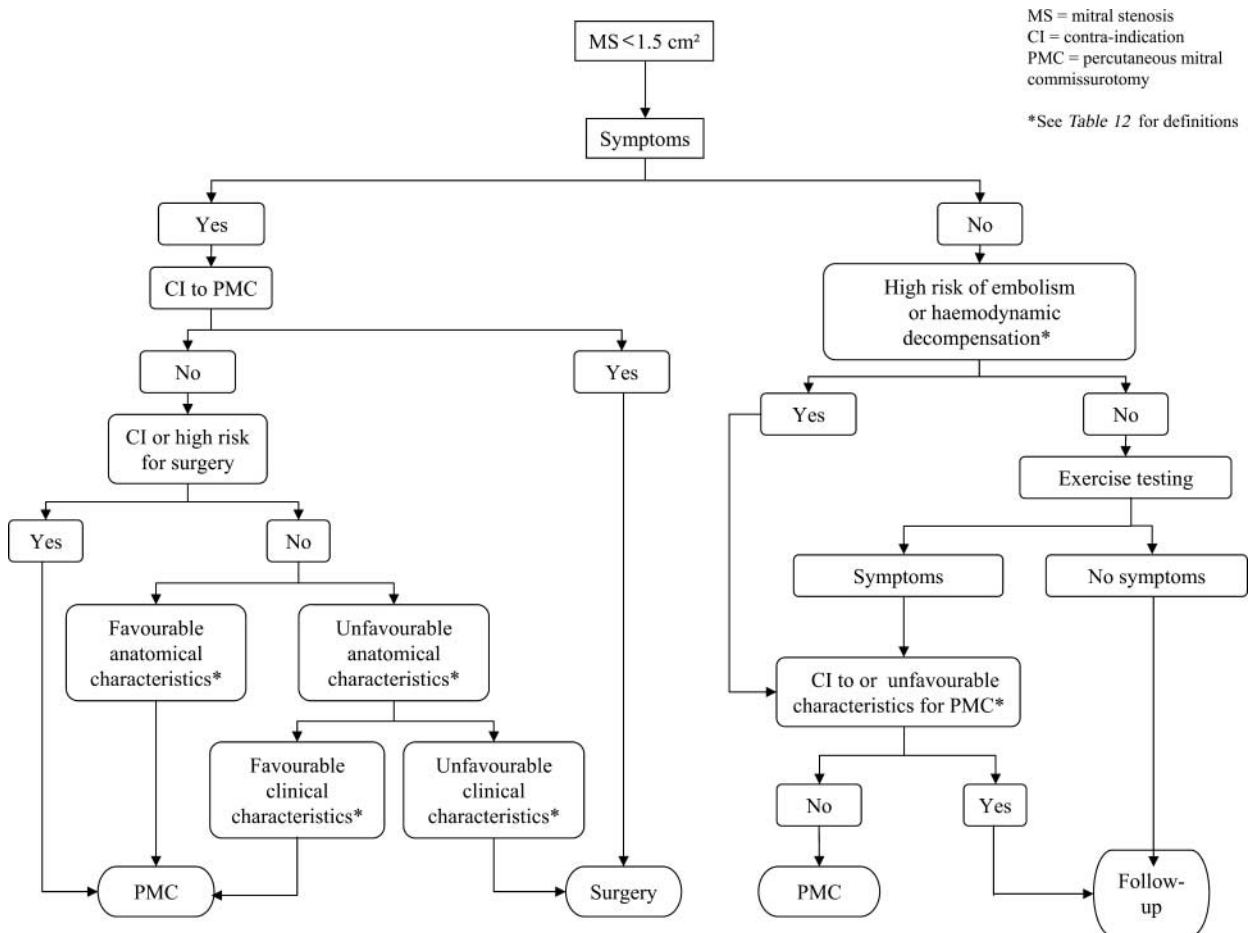 MS = mitral stenosis
CI = contra-indication
PMC = percutaneous mitral
commissurotomy
*See Table 12 for definitions
MS<1.5 cm²
Symptoms
Yes
No
CI to PMC
High risk of embolism
or haemodynamic
decompensation*
No
Yes
Yes
No
CI or high risk
for surgery
Exercise testing
Yes
No
Symptoms
No symptoms
Favourable
anatomical
characteristics*
Unfavourable
anatomical
characteristics*
CI to or unfavourable
characteristics for PMC*
Favourable
clinical
characteristics*
Unfavourable
clinical
characteristics*
No
Yes
PMC
Surgery
PMC
Follow-
up